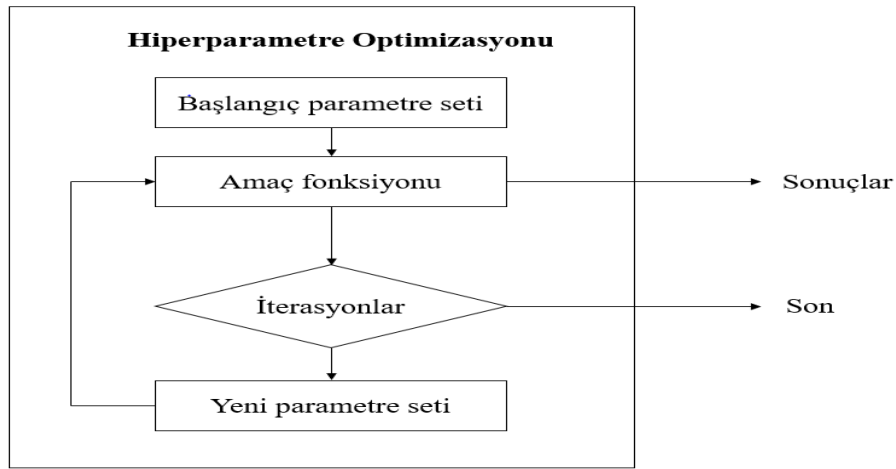 Hiperparametre Optimizasyonu
Başlangıç parametre seti
Amaç fonksiyonu
Sonuçlar
İterasyonlar
Son
Yeni parametre seti